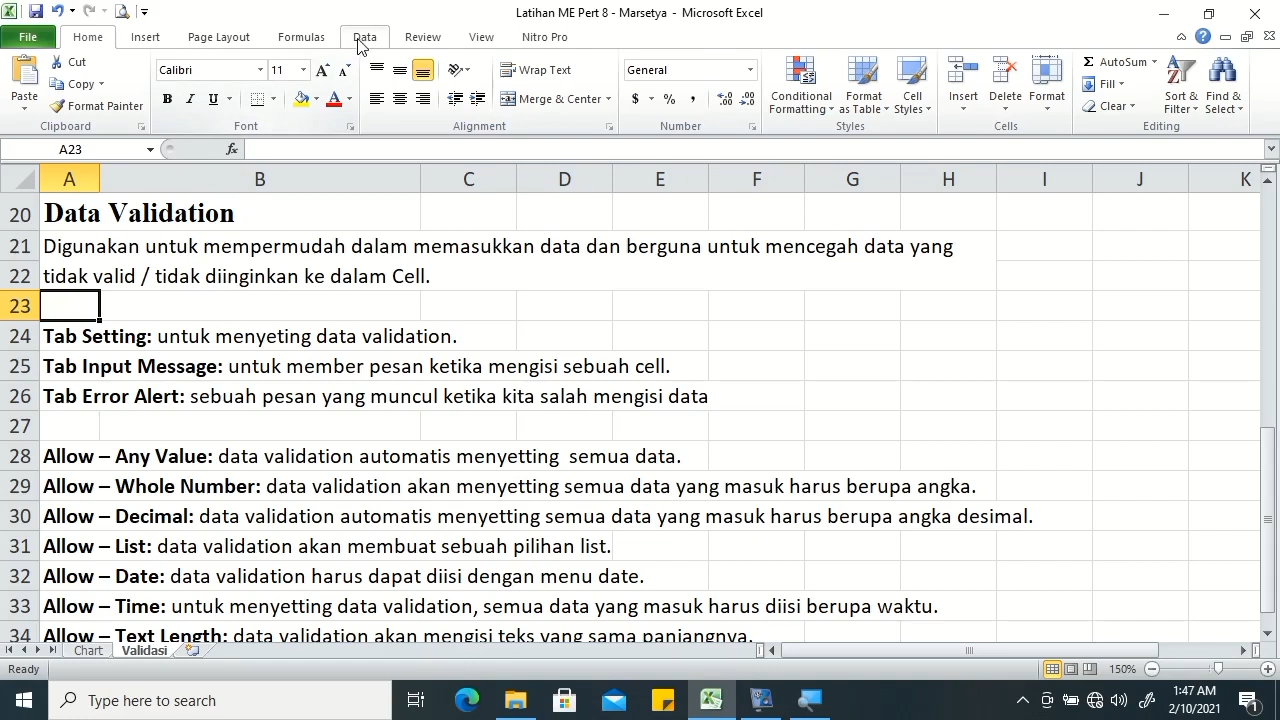 Latihan ME Pert 8 - Marsetya - Microsoft Excel
File Home Insert Page Layout Formulas Data Review View Nitro Pro
Paste
Cut
Copy
Format Painter
Clipboard
Calibri 11
B I U
A A
Font
Wrap Text
Merge & Center
Alignment
General
$ % ,
Number
Conditional Formatting
Format as Table
Cell Styles
Styles
Insert Delete Format
Cells
AutoSum
Fill
Clear
Sort & Filter
Find & Select
Editing
A23 fx
A B C D E F G H I J K
20 Data Validation
21 Digunakan untuk mempermudah dalam memasukkan data dan berguna untuk mencegah data yang
22 tidak valid / tidak diinginkan ke dalam Cell.
23
24 Tab Setting: untuk menyeting data validation.
25 Tab Input Message: untuk member pesan ketika mengisi sebuah cell.
26 Tab Error Alert: sebuah pesan yang muncul ketika kita salah mengisi data
27
28 Allow – Any Value: data validation automatis menyetting semua data.
29 Allow – Whole Number: data validation akan menyetting semua data yang masuk harus berupa angka.
30 Allow – Decimal: data validation automatis menyetting semua data yang masuk harus berupa angka desimal.
31 Allow – List: data validation akan membuat sebuah pilihan list.
32 Allow – Date: data validation harus dapat diisi dengan menu date.
33 Allow – Time: untuk menyetting data validation, semua data yang masuk harus diisi berupa waktu.
34 Allow – Text Length: data validation akan mengisi teks yang sama panjangnya.
Chart Validasi
Ready 150%
Type here to search
1:47 AM
2/10/2021
1